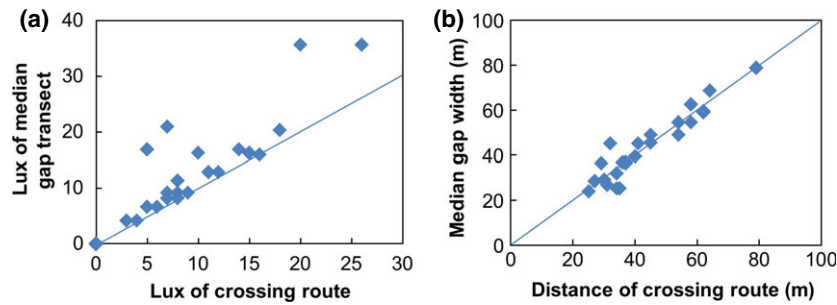 (a)
Lux of median
gap transect
40
30
20
10
0
0 5 10 15 20 25 30
Lux of crossing route
(b)
Median gap width (m)
100
80
60
40
20
0
0 20 40 60 80 100
Distance of crossing route (m)